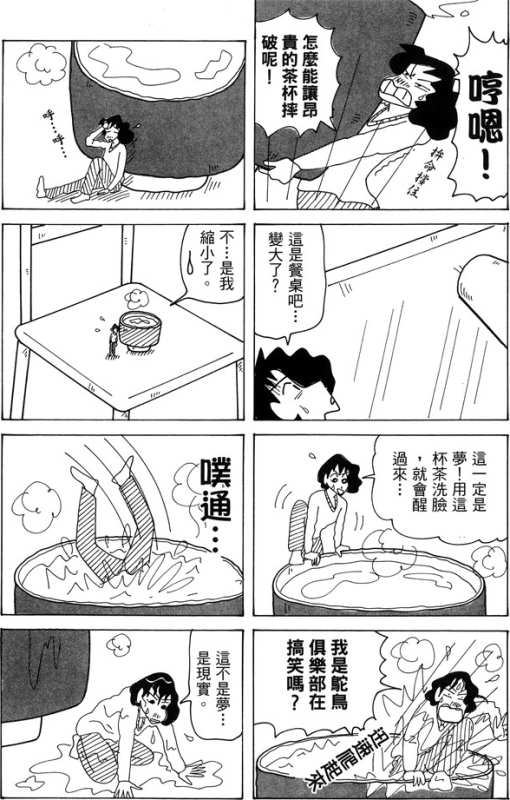 哼嗯！
怎麼能讓昂
貴的茶杯摔
破呢！
拚命擋住
呼…
呼…
這是餐桌吧…
變大了？
不…是我
縮小了。
這一定是
夢！用這
杯茶洗臉
，就會醒
過來…
噗通…
我是鴕鳥
俱樂部在
搞笑嗎？
爬起來
這不是夢…
是現實。